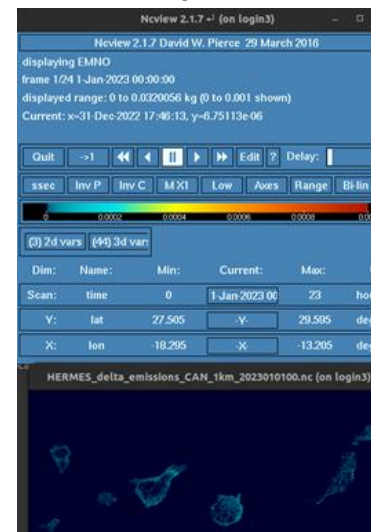 Ncview 2.1.7 (on login3)
Ncview 2.1.7 David W. Pierce 29 March 2016
displaying EMNO
frame 1/24 1-Jan-2023 00:00:00
displayed range: 0 to 0.0320056 kg (0 to 0.001 shown)
Current: x=31-Dec-2022 17:46:13, y=6.75113e-06
Quit ->1 Edit ? Delay:
ssec Inv P Inv C M X1 Low Axes Range Bi-lin
0 0.0002 0.0004 0.0006 0.0008 0.00
(3) 2d vars (44) 3d var
Dim: Name: Min: Current: Max:
Scan: time 0 1-Jan-2023 00 23 hou
Y: lat 27.505 -Y- 29.595 deg
X: lon -18.295 -X- -13.205 deg
HERMES_delta_emissions_CAN_1km_2023010100.nc (on login3)